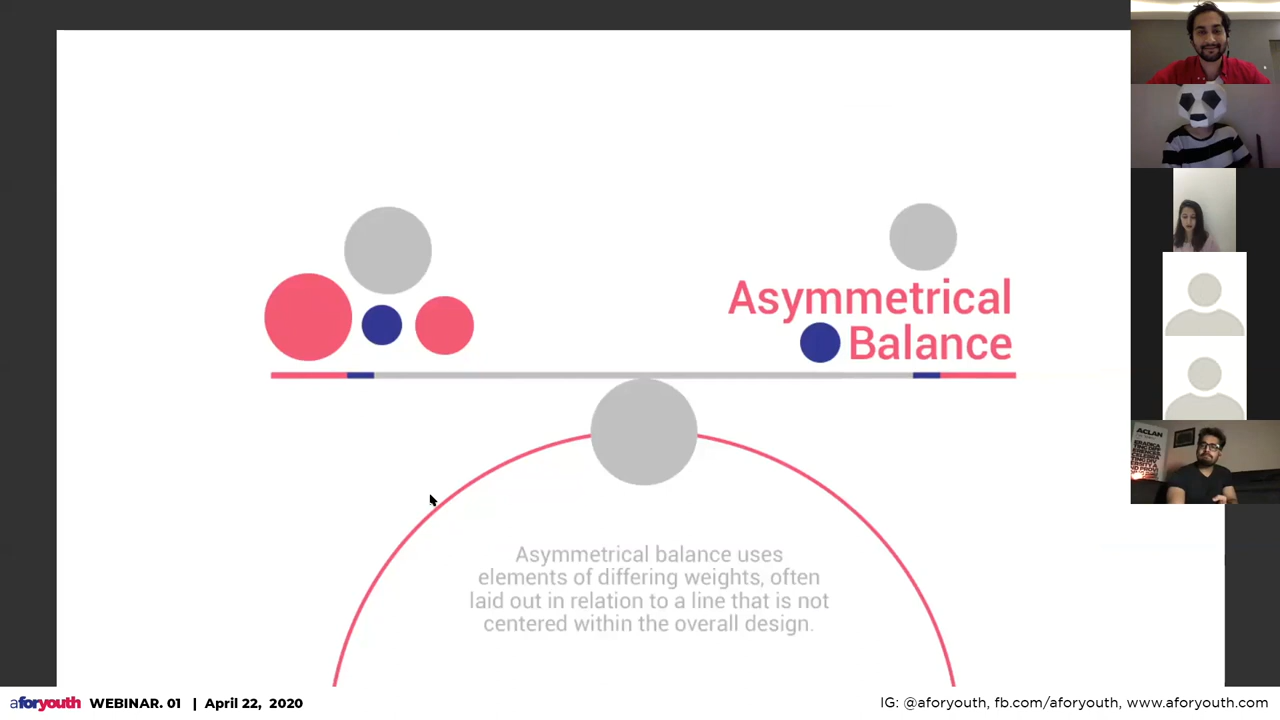 Asymmetrical
Balance
Asymmetrical balance uses
elements of differing weights, often
laid out in relation to a line that is not
centered within the overall design.
ACLAN
aforyouth WEBINAR. 01 | April 22, 2020
IG: @aforyouth, fb.com/aforyouth, www.aforyouth.com